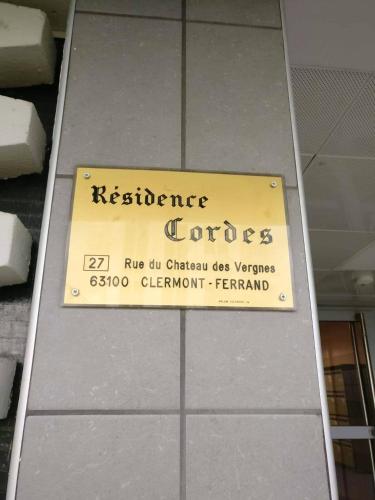 Résidence
Cordes
27 Rue du Chateau des Vergnes
63100 CLERMONT-FERRAND